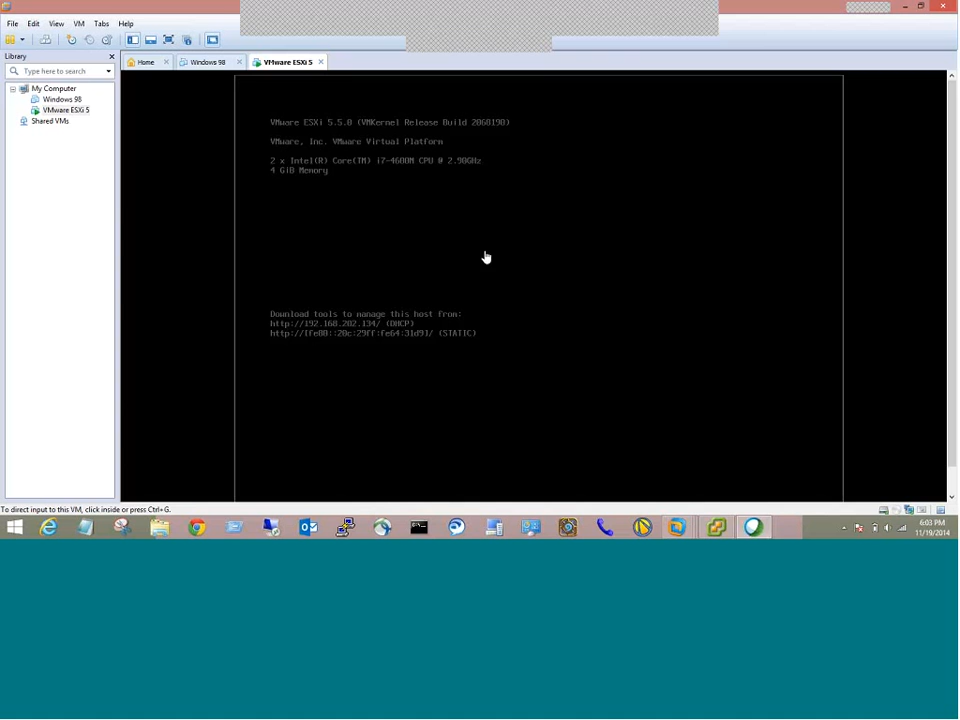 File Edit View VM Tabs Help
Library
Type here to search
Home
Windows 98
VMware ESXi 5
My Computer
Windows 98
VMware ESXi 5
Shared VMs
VMware ESXi 5.5.0 (VMKernel Release Build 2068190)
VMware, Inc. VMware Virtual Platform
2 x Intel(R) Core(TM) i7-4600M CPU @ 2.90GHz
4 GiB Memory
Download tools to manage this host from:
http://192.168.202.134/ (DHCP)
http://[fe80::20c:29ff:fe64:31d9]/ (STATIC)
To direct input to this VM, click inside or press Ctrl+G.
6:03 PM
11/19/2014